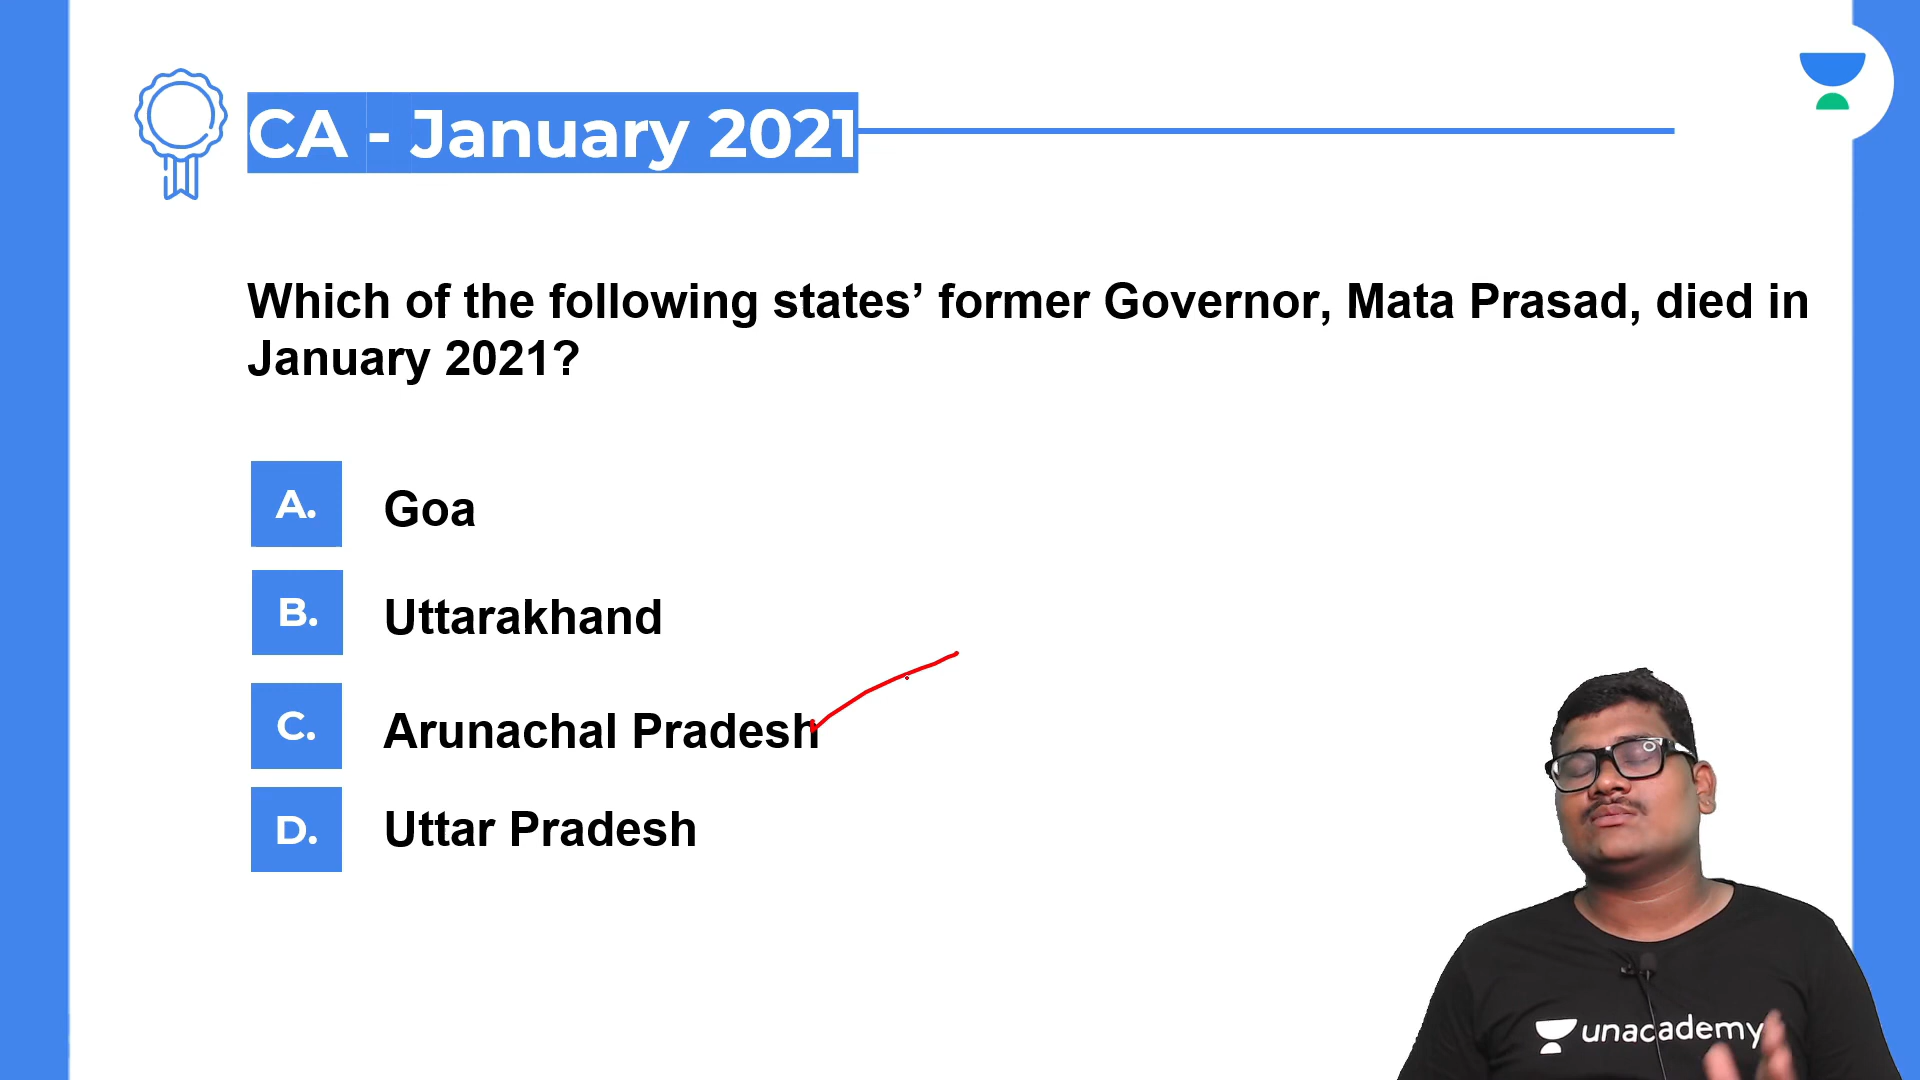 CA - January 2021
Which of the following states’ former Governor, Mata Prasad, died in
January 2021?
A. Goa
B. Uttarakhand
C. Arunachal Pradesh
D. Uttar Pradesh
unacademy